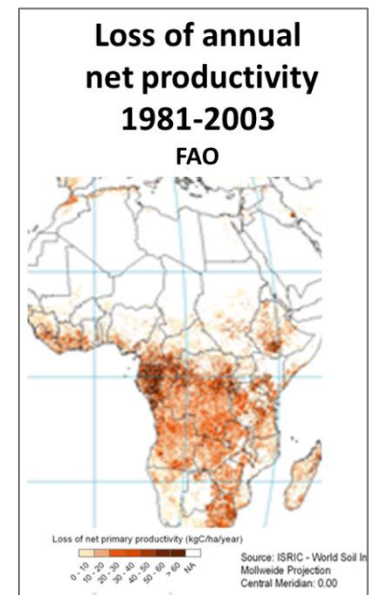 Loss of annual
net productivity
1981-2003
FAO
Loss of net primary productivity (kgC/ha/year)
0 - 10 10 - 20 20 - 30 30 - 40 40 - 50 50 - 60 > 60 NA
Source: ISRIC - World Soil In
Mollweide Projection
Central Meridian: 0.00